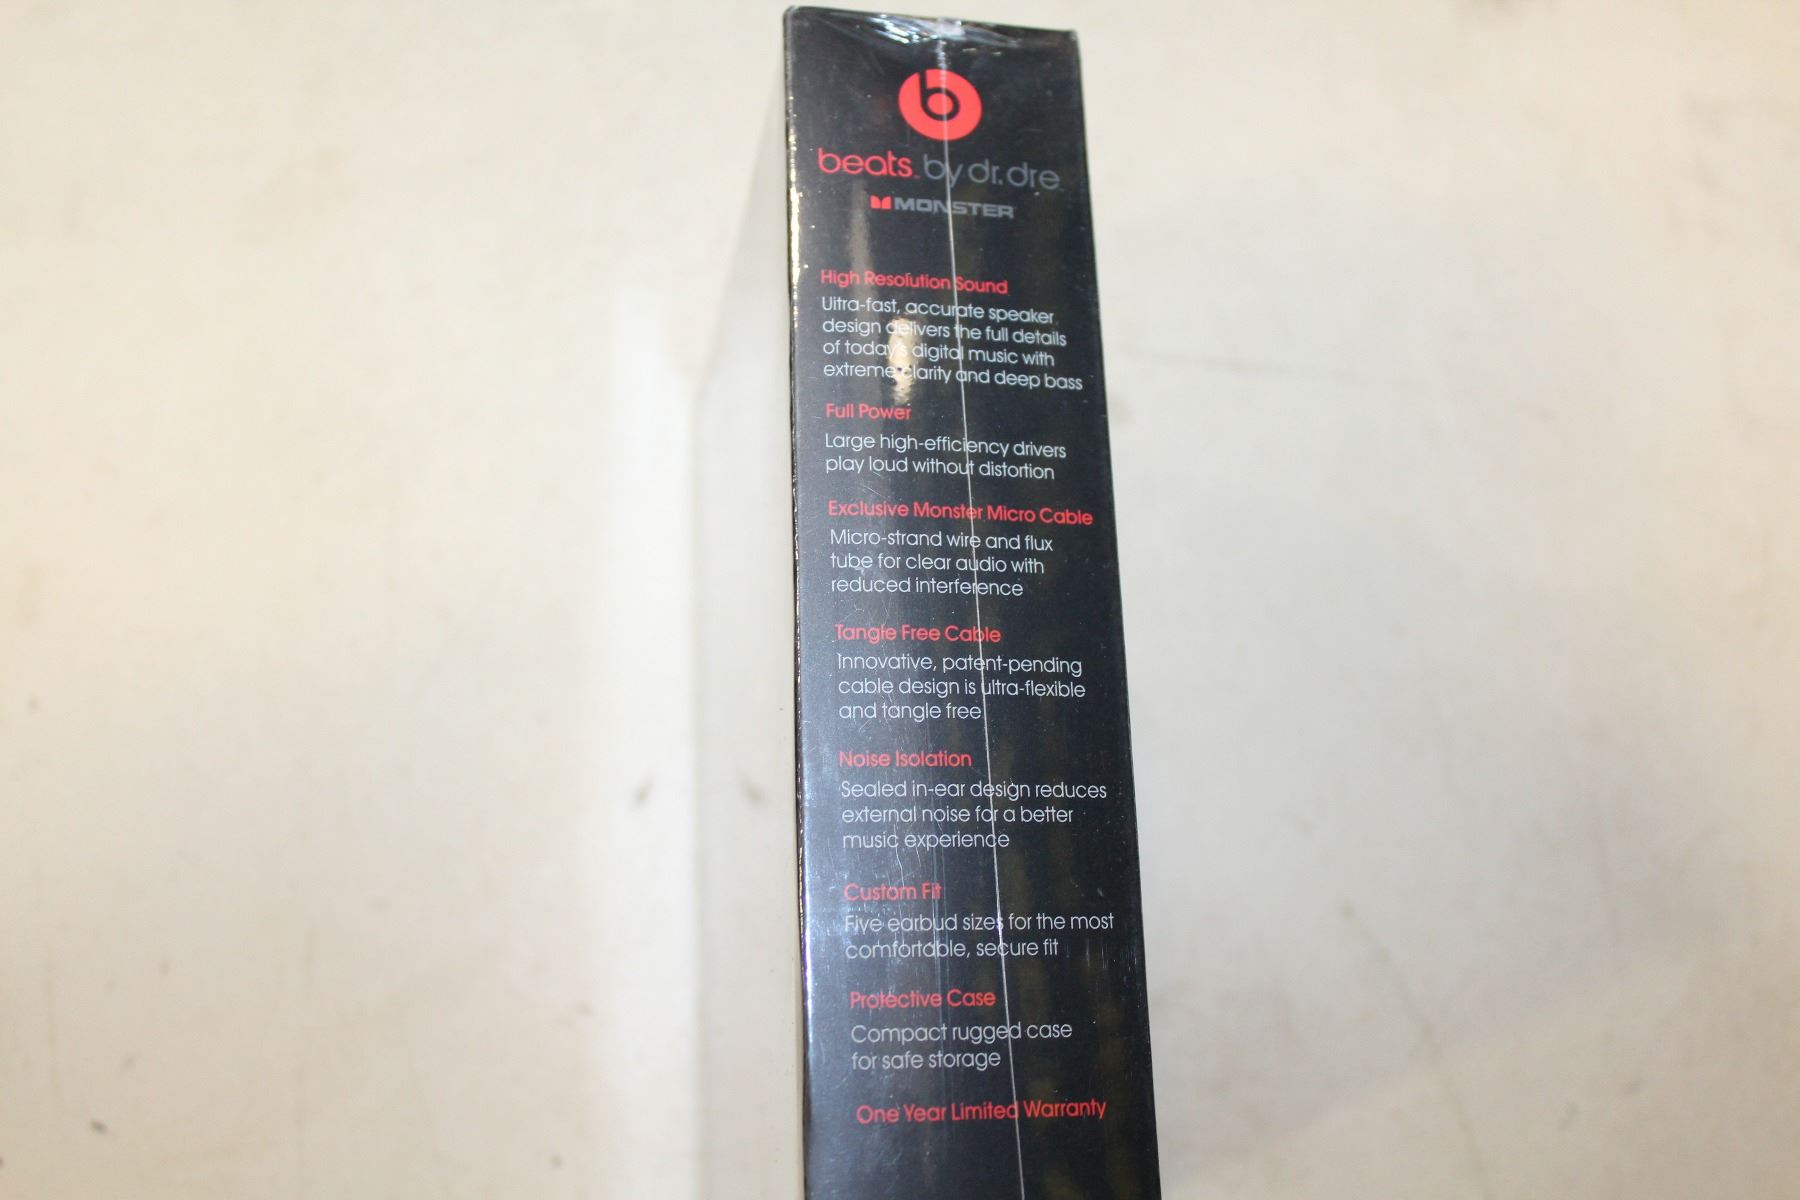 b
beats™ by dr. dre™
MONSTER
High Resolution Sound
Ultra-fast, accurate speaker
design delivers the full details
of today's digital music with
extreme clarity and deep bass
Full Power
Large high-efficiency drivers
play loud without distortion
Exclusive Monster Micro Cable
Micro-strand wire and flux
tube for clear audio with
reduced interference
Tangle Free Cable
Innovative, patent-pending
cable design is ultra-flexible
and tangle free
Noise Isolation
Sealed in-ear design reduces
external noise for a better
music experience
Custom Fit
Five earbud sizes for the most
comfortable, secure fit
Protective Case
Compact rugged case
for safe storage
One Year Limited Warranty